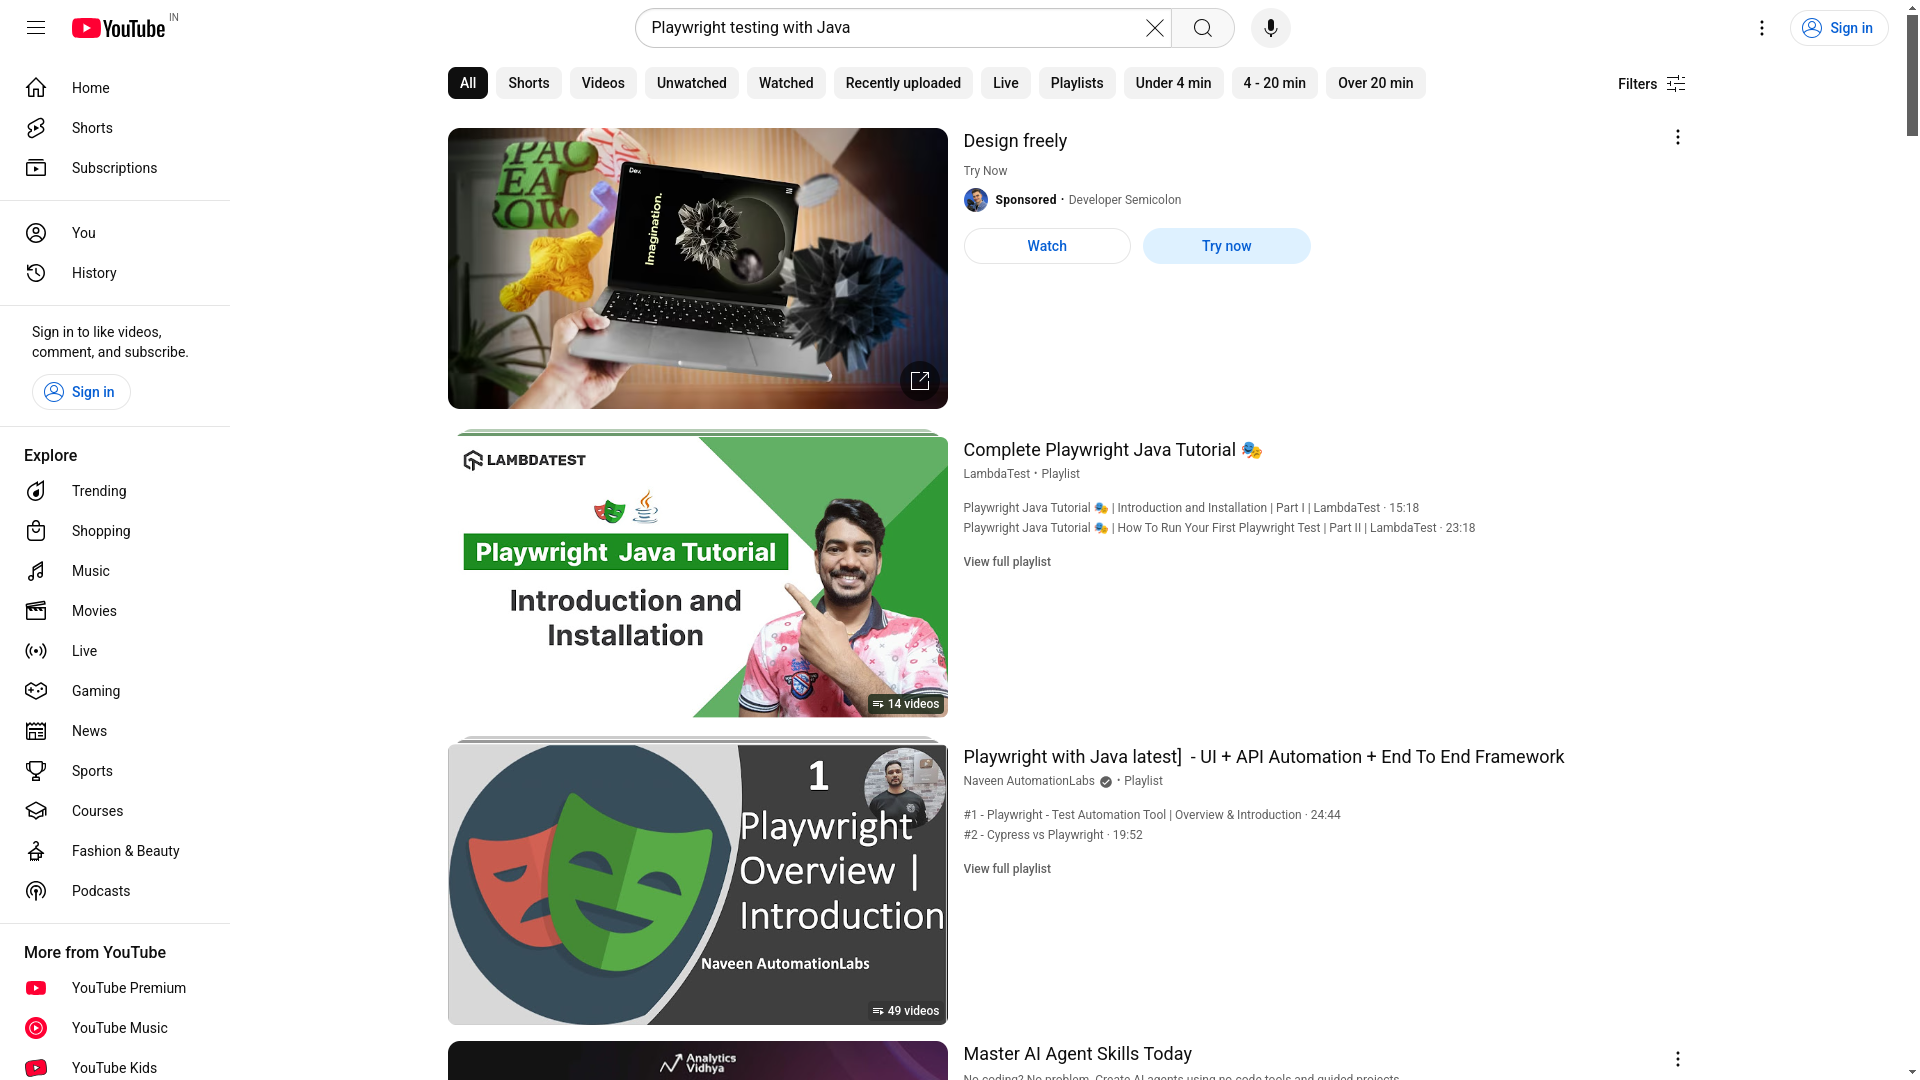 YouTube IN
Playwright testing with Java
Sign in
Home
Shorts
Subscriptions
You
History
Sign in to like videos,
comment, and subscribe.
Sign in
Explore
Trending
Shopping
Music
Movies
Live
Gaming
News
Sports
Courses
Fashion & Beauty
Podcasts
More from YouTube
YouTube Premium
YouTube Music
YouTube Kids
All
Shorts
Videos
Unwatched
Watched
Recently uploaded
Live
Playlists
Under 4 min
4 - 20 min
Over 20 min
Filters
PAC
EA
ROW
Dev.
Imagination.
Design freely
Try Now
Sponsored · Developer Semicolon
Watch
Try now
LAMBDATEST
Playwright Java Tutorial
Introduction and
Installation
14 videos
Complete Playwright Java Tutorial 🎭
LambdaTest · Playlist
Playwright Java Tutorial 🎭 | Introduction and Installation | Part I | LambdaTest · 15:18
Playwright Java Tutorial 🎭 | How To Run Your First Playwright Test | Part II | LambdaTest · 23:18
View full playlist
1
Playwright
Overview |
Introduction
Naveen AutomationLabs
49 videos
Playwright with Java latest] - UI + API Automation + End To End Framework
Naveen AutomationLabs · Playlist
#1 - Playwright - Test Automation Tool | Overview & Introduction · 24:44
#2 - Cypress vs Playwright · 19:52
View full playlist
Analytics
Vidhya
Master AI Agent Skills Today
No coding? No problem. Create AI agents using no-code tools and guided projects.